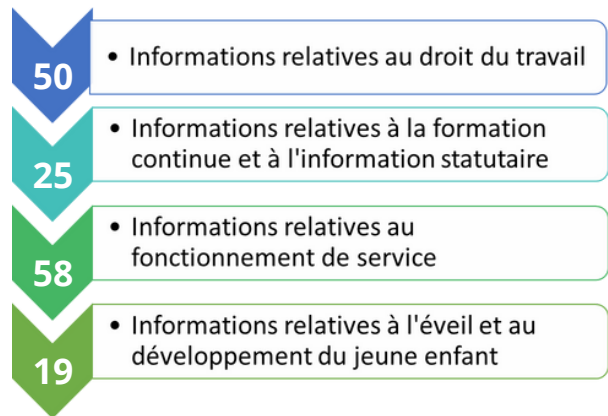 50
• Informations relatives au droit du travail
25
• Informations relatives à la formation
continue et à l'information statutaire
58
• Informations relatives au
fonctionnement de service
19
• Informations relatives à l'éveil et au
développement du jeune enfant